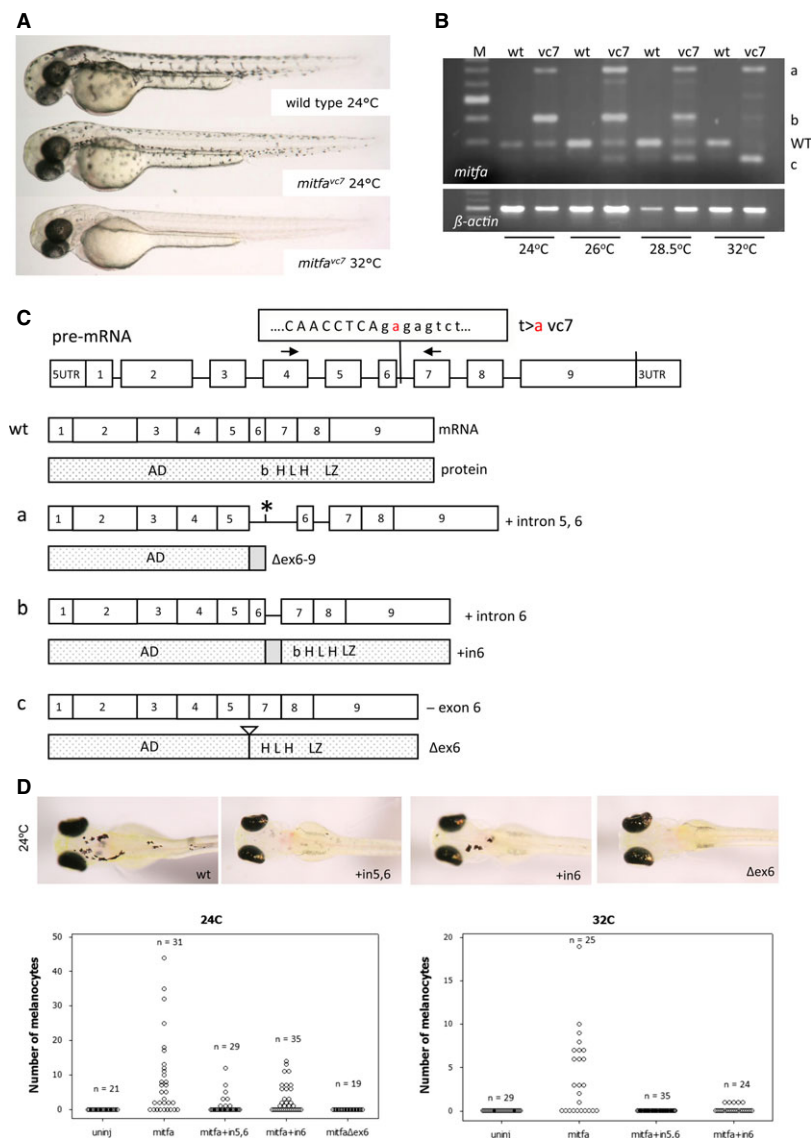 A
wild type 24°C
mitfa^vc7 24°C
mitfa^vc7 32°C
B
M wt vc7 wt vc7 wt vc7 wt vc7
a
b
WT
c
mitfa
ß-actin
24°C 26°C 28.5°C 32°C
C
pre-mRNA
....C A A C C T C A g a g a g t c t...
t>a vc7
5UTR 1 2 3 4 5 6 7 8 9 3UTR
wt
1 2 3 4 5 6 7 8 9 mRNA
AD b H L H LZ protein
a
*
1 2 3 4 5 6 7 8 9 + intron 5, 6
AD Δex6-9
b
1 2 3 4 5 6 7 8 9 + intron 6
AD b H L H LZ +in6
c
1 2 3 4 5 7 8 9 – exon 6
AD H L H LZ Δex6
D
24°C
wt
+in5,6
+in6
Δex6
24C
Number of melanocytes
50
40
30
20
10
0
n = 21
n = 31
n = 29
n = 35
n = 19
uninj mitfa mitfa+in5,6 mitfa+in6 mitfaΔex6
32C
Number of melanocytes
20
15
10
5
0
n = 29
n = 25
n = 35
n = 24
uninj mitfa mitfa+in5,6 mitfa+in6